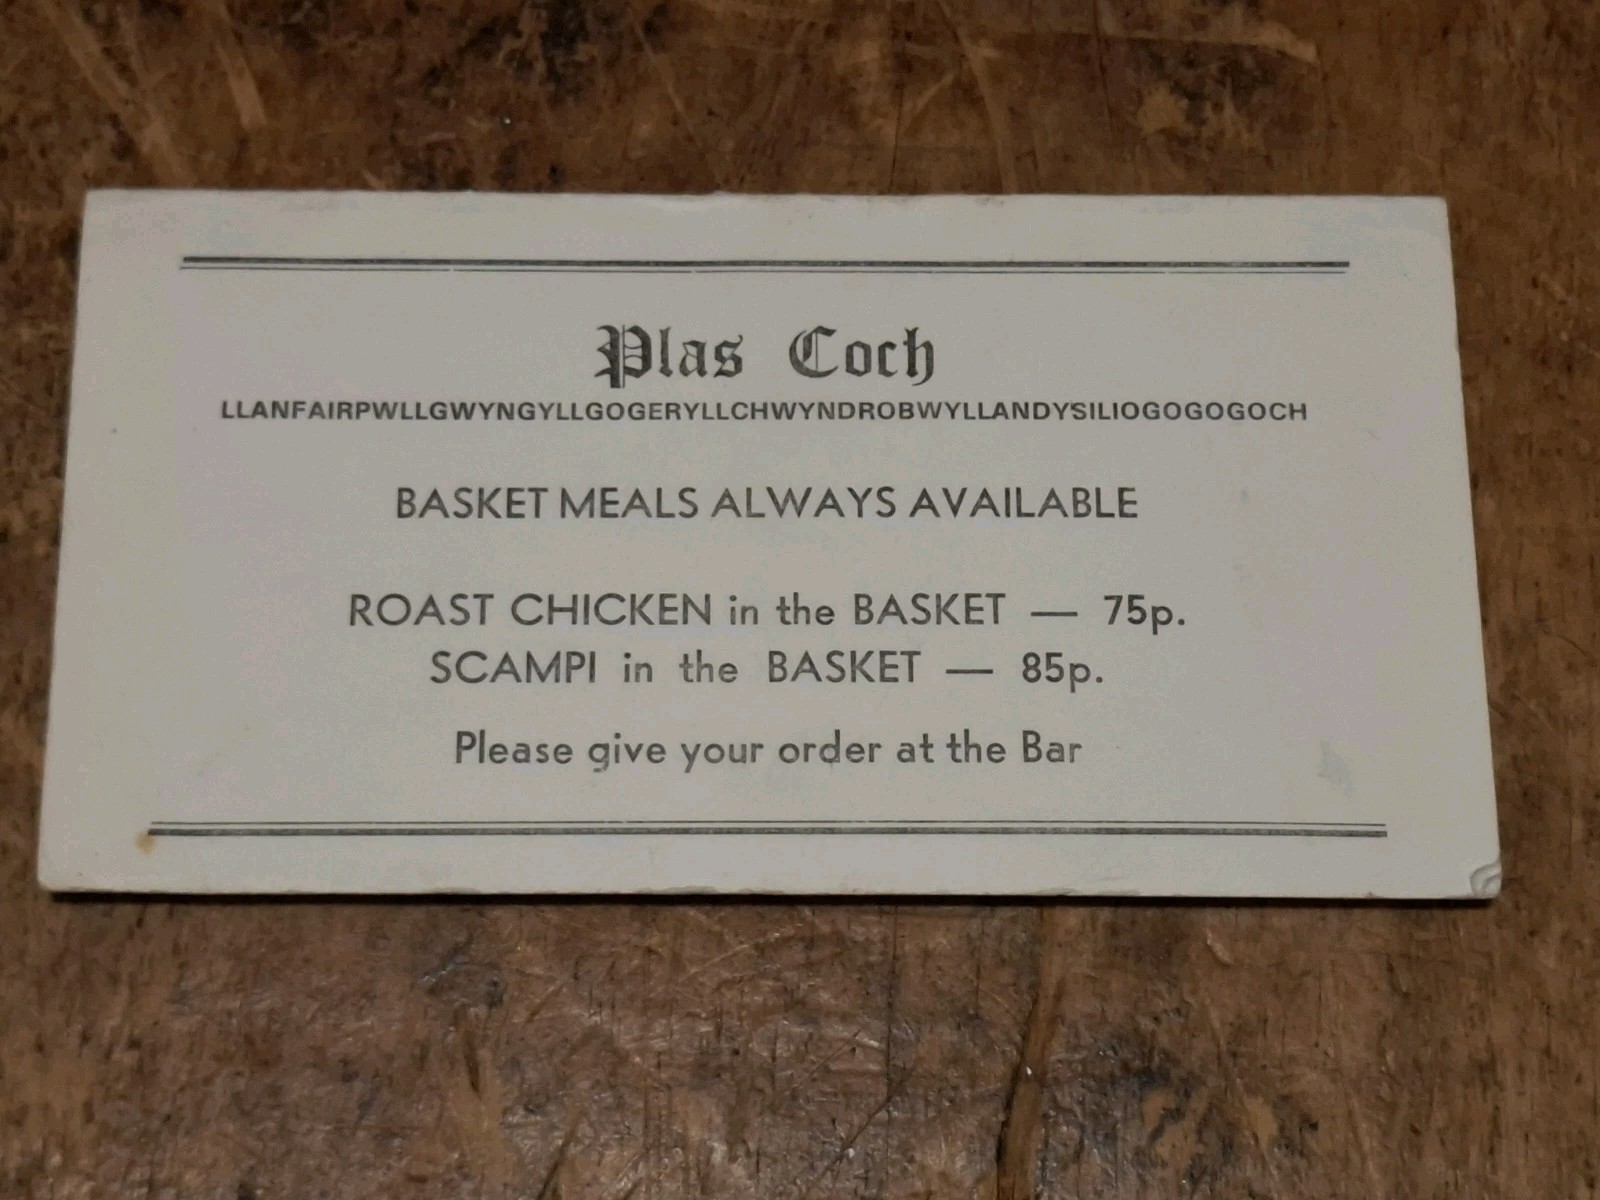 Plas Coch
LLANFAIRPWLLGWYNGYLLGOGERYLLCHWYNDROBWYLLANDYSILIOGOGOGOCH
BASKET MEALS ALWAYS AVAILABLE
ROAST CHICKEN in the BASKET — 75p.
SCAMPI in the BASKET — 85p.
Please give your order at the Bar